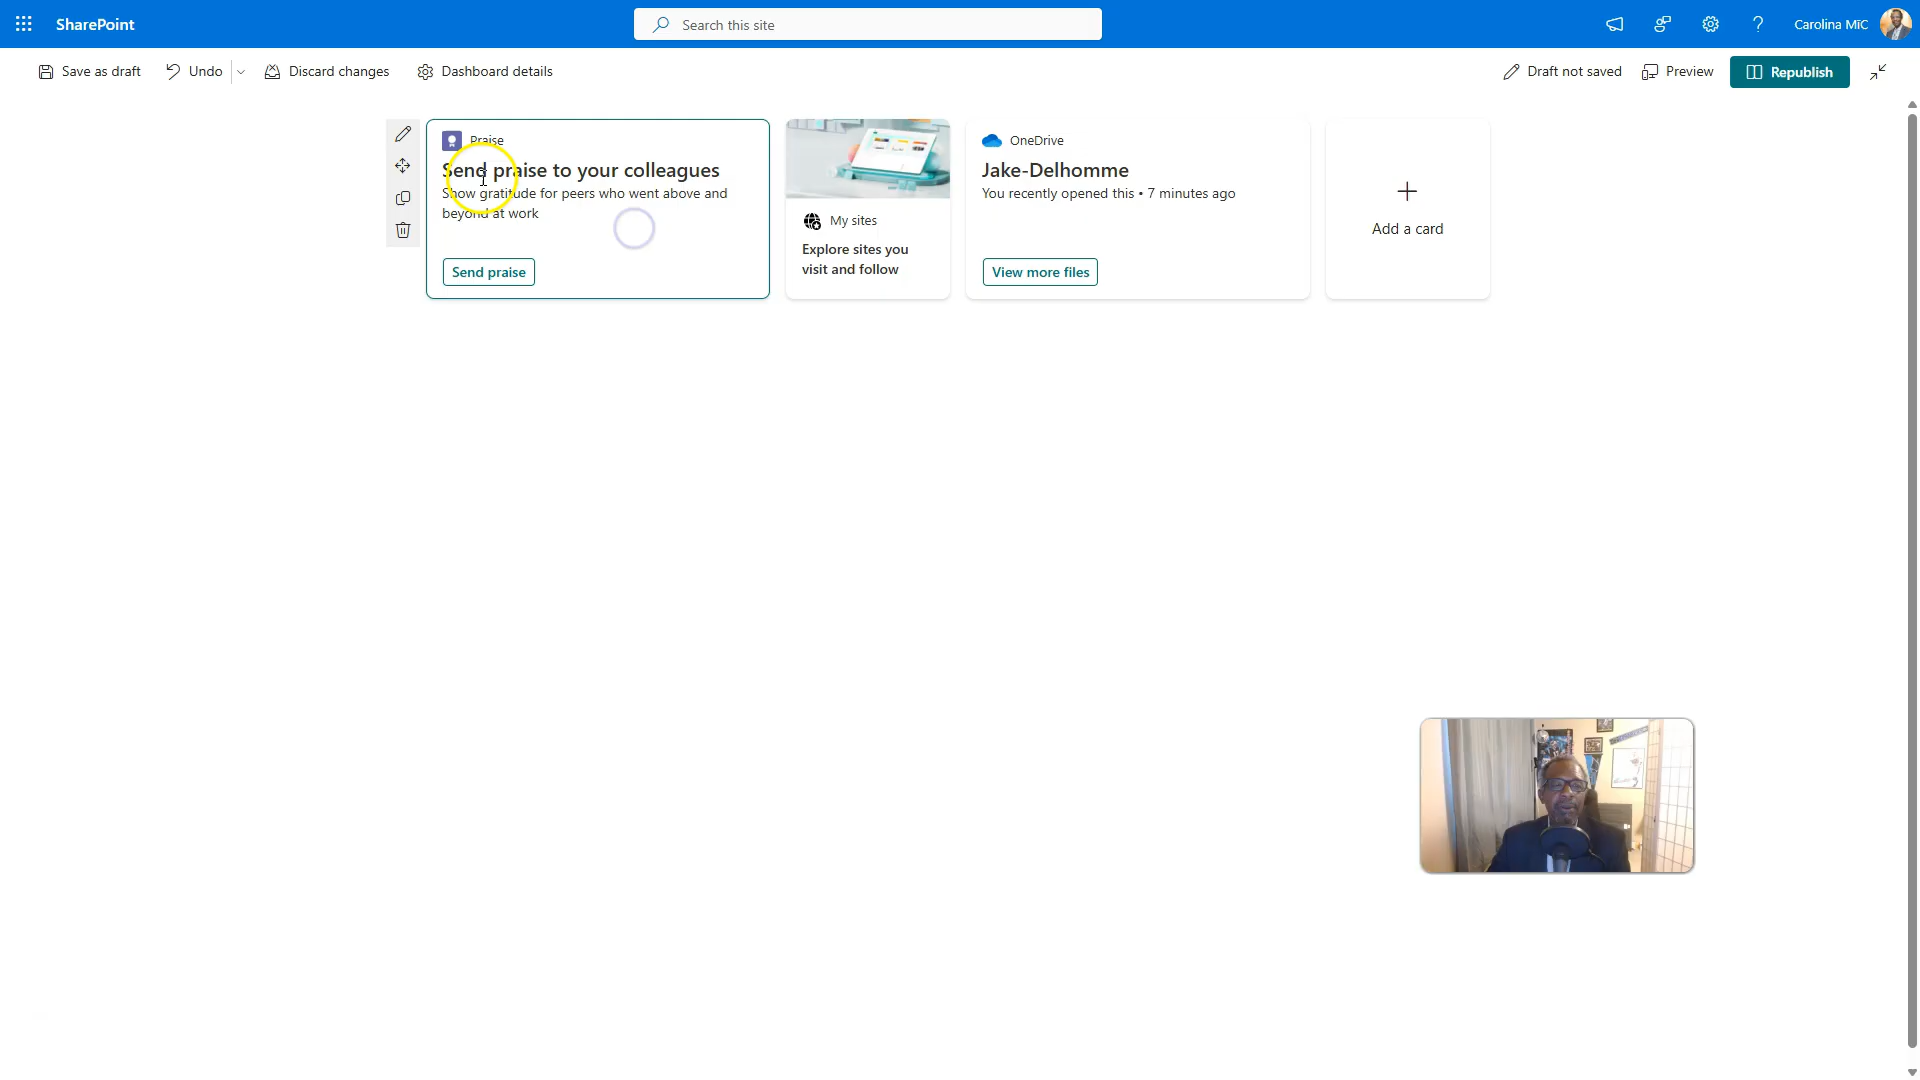 SharePoint
Search this site
Carolina MiC
Save as draft
Undo
Discard changes
Dashboard details
Draft not saved
Preview
Republish
Praise
Send praise to your colleagues
Show gratitude for peers who went above and
beyond at work
Send praise
My sites
Explore sites you
visit and follow
OneDrive
Jake-Delhomme
You recently opened this • 7 minutes ago
View more files
Add a card